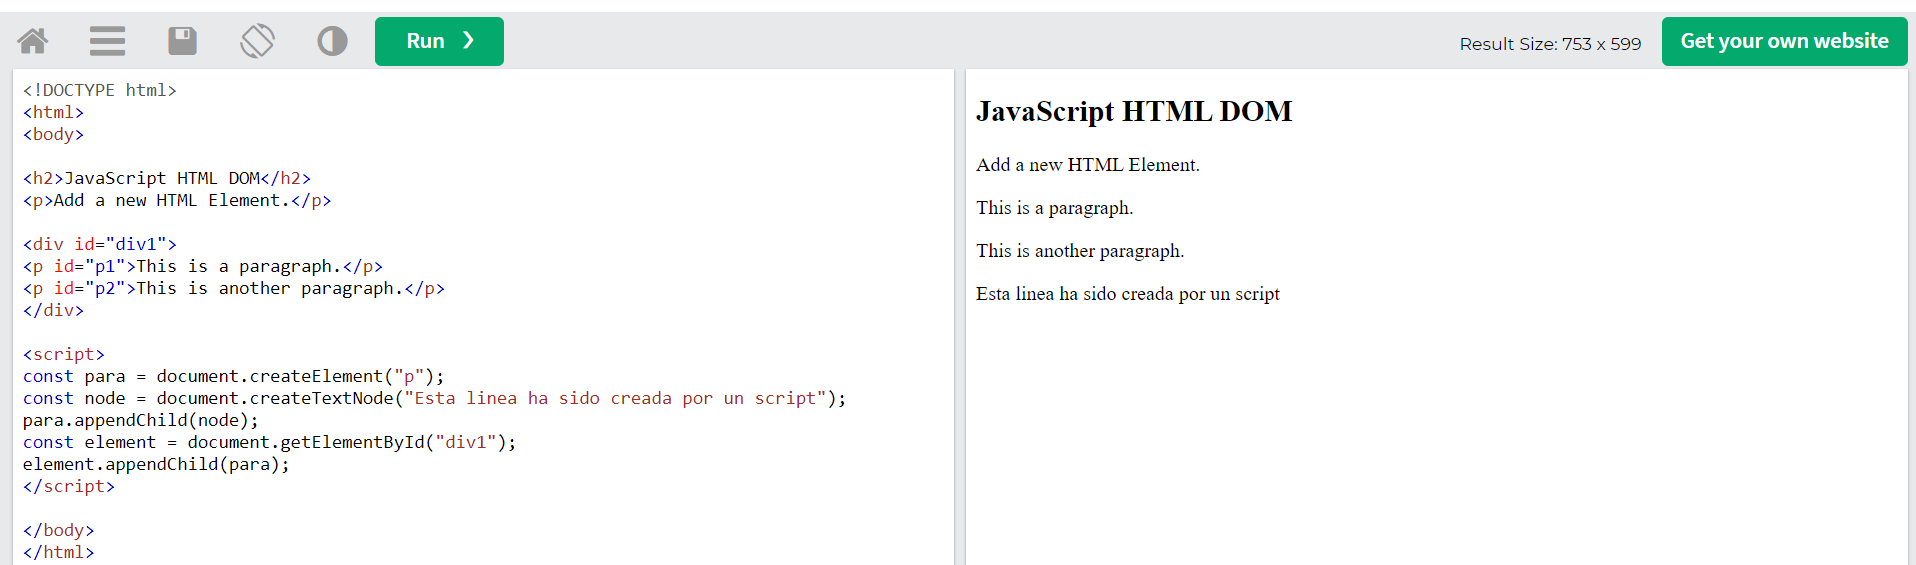 Run ❯
Result Size: 753 x 599
Get your own website
<!DOCTYPE html>
<html>
<body>
<h2>JavaScript HTML DOM</h2>
<p>Add a new HTML Element.</p>
<div id="div1">
<p id="p1">This is a paragraph.</p>
<p id="p2">This is another paragraph.</p>
</div>
<script>
const para = document.createElement("p");
const node = document.createTextNode("Esta linea ha sido creada por un script");
para.appendChild(node);
const element = document.getElementById("div1");
element.appendChild(para);
</script>
</body>
</html>
JavaScript HTML DOM
Add a new HTML Element.
This is a paragraph.
This is another paragraph.
Esta linea ha sido creada por un script